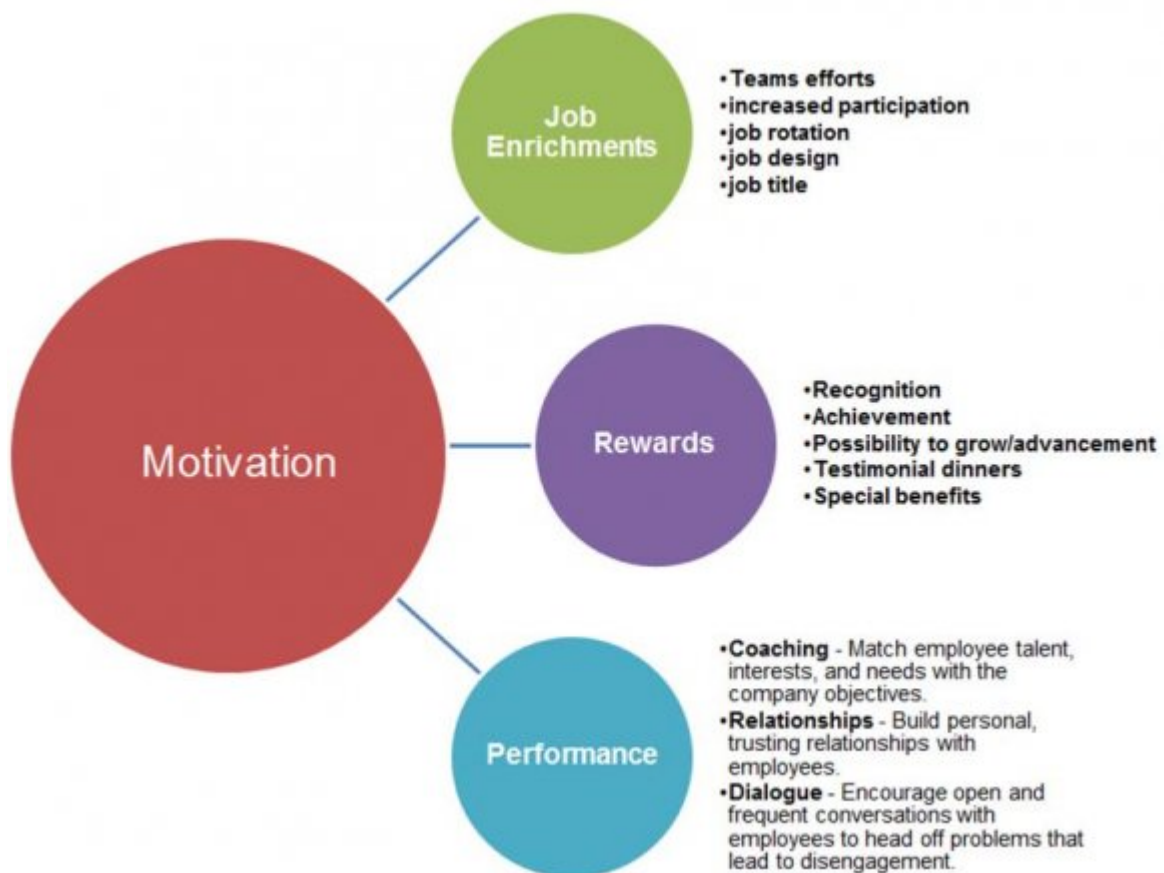 Job
Enrichments
•Teams efforts
•increased participation
•job rotation
•job design
•job title
Motivation
Rewards
•Recognition
•Achievement
•Possibility to grow/advancement
•Testimonial dinners
•Special benefits
Performance
•Coaching - Match employee talent,
interests, and needs with the
company objectives.
•Relationships - Build personal,
trusting relationships with
employees.
•Dialogue - Encourage open and
frequent conversations with
employees to head off problems that
lead to disengagement.